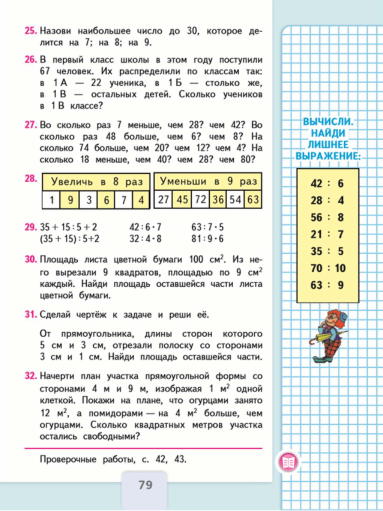 25. Назови наибольшее число до 30, которое де-
лится на 7; на 8; на 9.
26. В первый класс школы в этом году поступили
67 человек. Их распределили по классам так:
в 1 А — 22 ученика, в 1 Б — столько же,
в 1 В — остальных детей. Сколько учеников
в 1 В классе?
27. Во сколько раз 7 меньше, чем 28? чем 42? Во
сколько раз 48 больше, чем 6? чем 8? На
сколько 74 больше, чем 20? чем 12? чем 4? На
сколько 18 меньше, чем 40? чем 28? чем 80?
28. Увеличь в 8 раз
1 9 3 6 7 4
Уменьши в 9 раз
27 45 72 36 54 63
29. 35 + 15 : 5 + 2 42 : 6 · 7 63 : 7 · 5
(35 + 15) : 5 + 2 32 : 4 · 8 81 : 9 · 6
30. Площадь листа цветной бумаги 100 см². Из не-
го вырезали 9 квадратов, площадью по 9 см²
каждый. Найди площадь оставшейся части листа
цветной бумаги.
31. Сделай чертёж к задаче и реши её.
От прямоугольника, длины сторон которого
5 см и 3 см, отрезали полоску со сторонами
3 см и 1 см. Найди площадь оставшейся части.
32. Начерти план участка прямоугольной формы со
сторонами 4 м и 9 м, изображая 1 м² одной
клеткой. Покажи на плане, что огурцами занято
12 м², а помидорами — на 4 м² больше, чем
огурцами. Сколько квадратных метров участка
остались свободными?
Проверочные работы, с. 42, 43.
79
ВЫЧИСЛИ.
НАЙДИ
ЛИШНЕЕ
ВЫРАЖЕНИЕ:
42 : 6
28 : 4
56 : 8
21 : 7
35 : 5
70 : 10
63 : 9